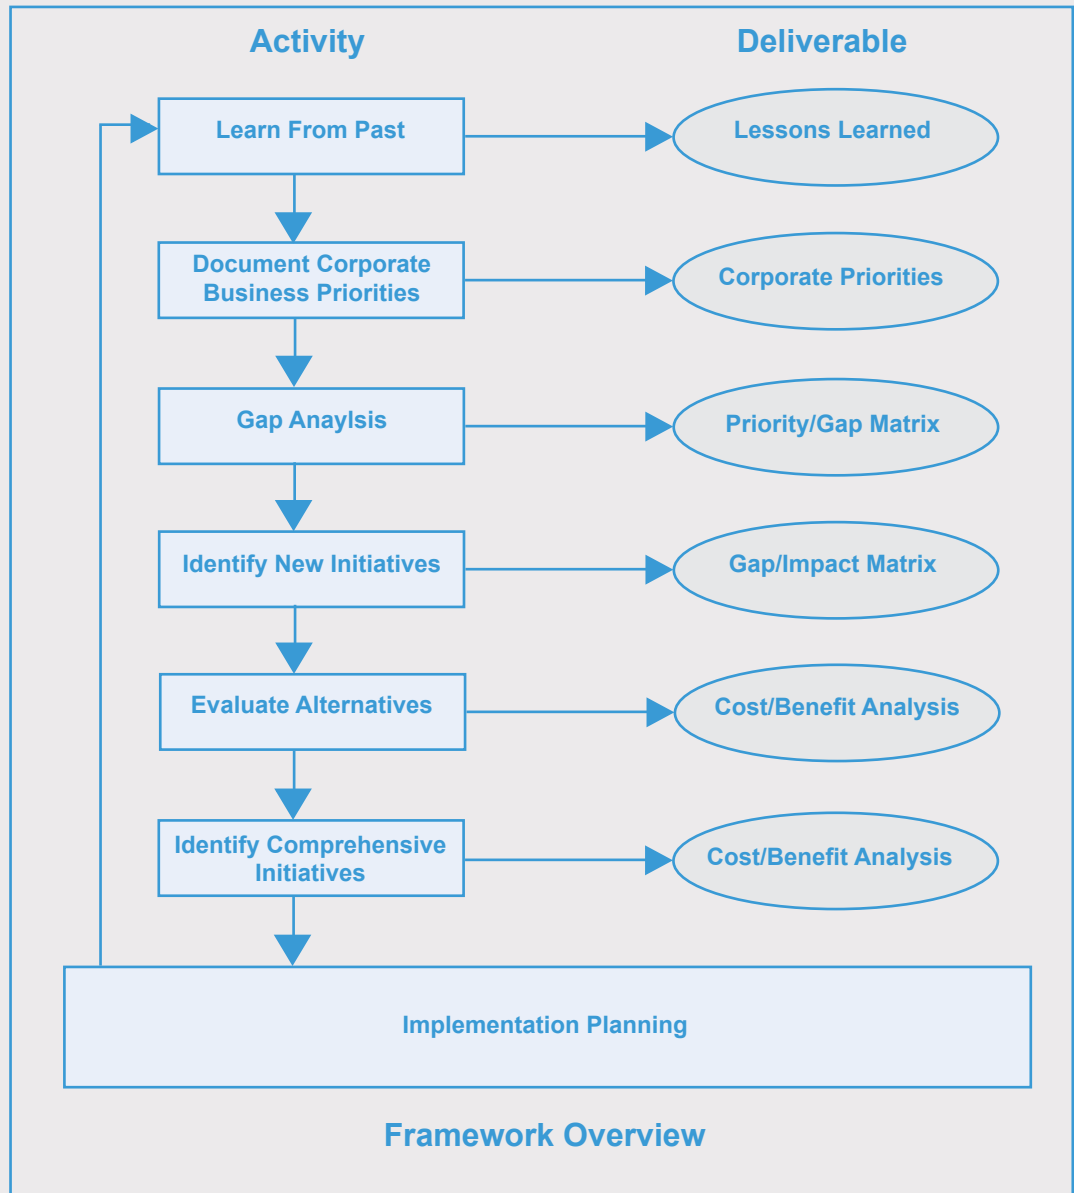 Activity
Deliverable
Learn From Past
Lessons Learned
Document Corporate
Business Priorities
Corporate Priorities
Gap Anaylsis
Priority/Gap Matrix
Identify New Initiatives
Gap/Impact Matrix
Evaluate Alternatives
Cost/Benefit Analysis
Identify Comprehensive
Initiatives
Cost/Benefit Analysis
Implementation Planning
Framework Overview